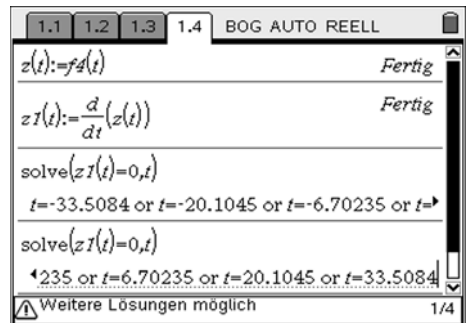 1.1 1.2 1.3 1.4 BOG AUTO REELL
z(t):=f4(t) Fertig
z1(t):=d/dt(z(t)) Fertig
solve(z1(t)=0,t)
t=-33.5084 or t=-20.1045 or t=-6.70235 or t=
solve(z1(t)=0,t)
235 or t=6.70235 or t=20.1045 or t=33.5084
Weitere Lösungen möglich 1/4